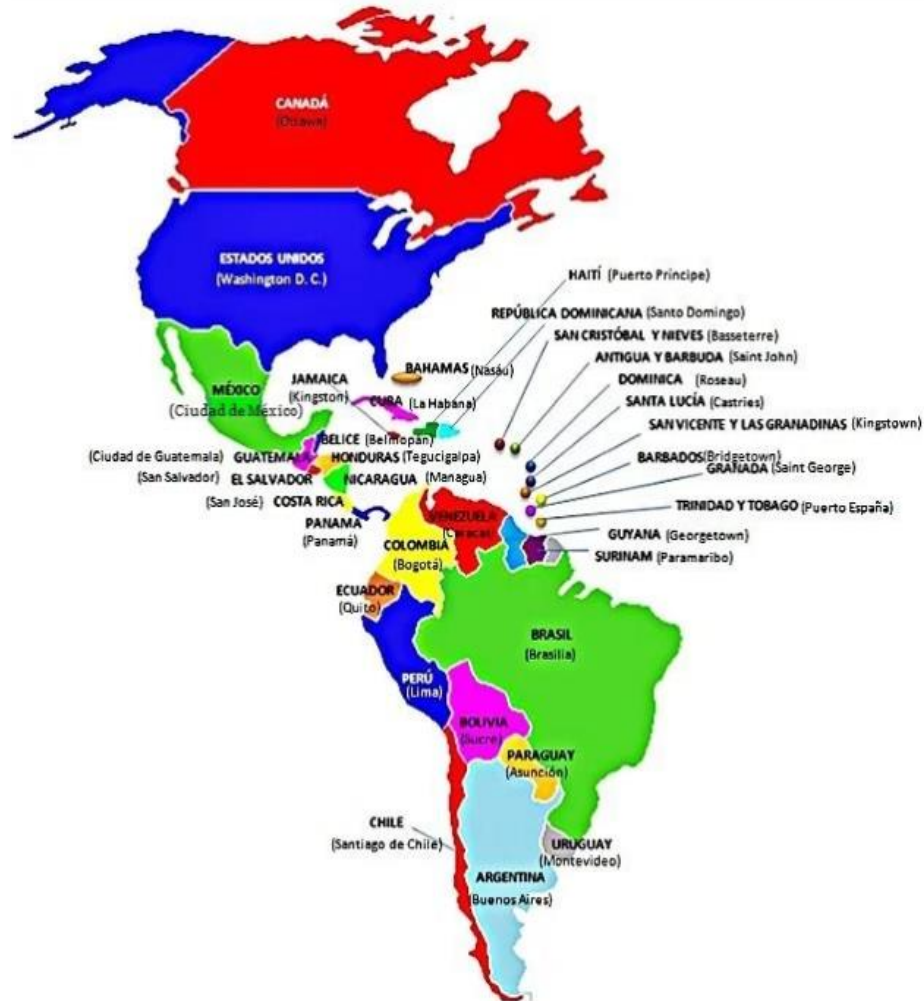 CANADÁ
(Ottawa)
ESTADOS UNIDOS
(Washington D. C.)
HAITÍ (Puerto Príncipe)
REPÚBLICA DOMINICANA (Santo Domingo)
SAN CRISTÓBAL Y NIEVES (Basseterre)
ANTIGUA Y BARBUDA (Saint John)
BAHAMAS (Nasáu)
DOMINICA (Roseau)
JAMAICA
(Kingston)
MÉXICO
(Ciudad de México)
CUBA (La Habana)
SANTA LUCÍA (Castries)
SAN VICENTE Y LAS GRANADINAS (Kingstown)
BELICE (Belmopán)
(Ciudad de Guatemala) GUATEMALA
HONDURAS (Tegucigalpa)
BARBADOS (Bridgetown)
GRANADA (Saint George)
(San Salvador) EL SALVADOR
NICARAGUA (Managua)
(San José) COSTA RICA
TRINIDAD Y TOBAGO (Puerto España)
PANAMA
(Panamá)
VENEZUELA
(Caracas)
GUYANA (Georgetown)
COLOMBIA
(Bogotá)
SURINAM (Paramaribo)
ECUADOR
(Quito)
BRASIL
(Brasilia)
PERÚ
(Lima)
BOLIVIA
(Sucre)
PARAGUAY
(Asunción)
CHILE
(Santiago de Chile)
URUGUAY
(Montevideo)
ARGENTINA
(Buenos Aires)